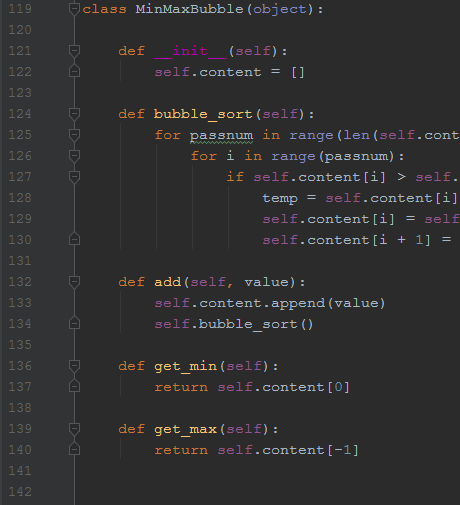 119 class MinMaxBubble(object):
120
121 def __init__(self):
122 self.content = []
123
124 def bubble_sort(self):
125 for passnum in range(len(self.cont
126 for i in range(passnum):
127 if self.content[i] > self.
128 temp = self.content[i]
129 self.content[i] = self
130 self.content[i + 1] =
131
132 def add(self, value):
133 self.content.append(value)
134 self.bubble_sort()
135
136 def get_min(self):
137 return self.content[0]
138
139 def get_max(self):
140 return self.content[-1]
141
142